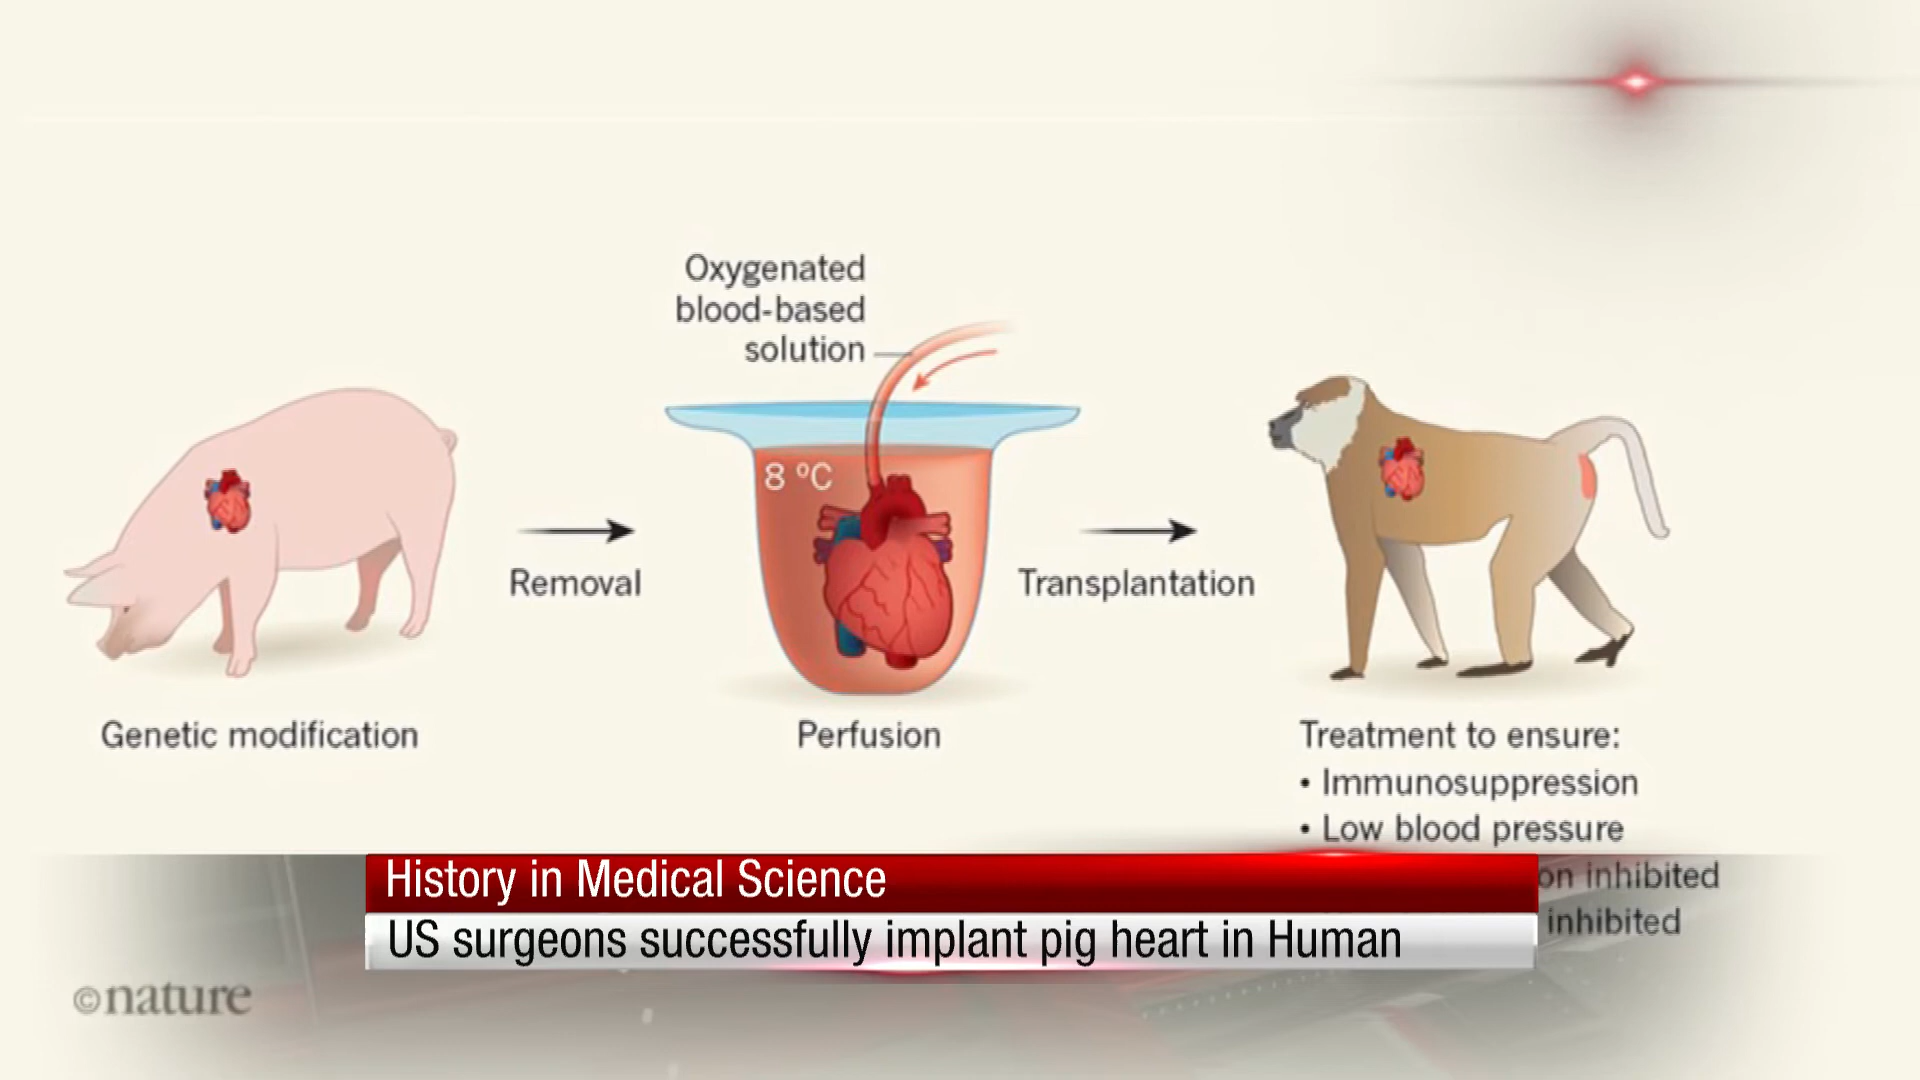 Oxygenated
blood-based
solution
8 ºC
Removal
Transplantation
Genetic modification
Perfusion
Treatment to ensure:
• Immunosuppression
• Low blood pressure
on inhibited
inhibited
History in Medical Science
US surgeons successfully implant pig heart in Human
©nature